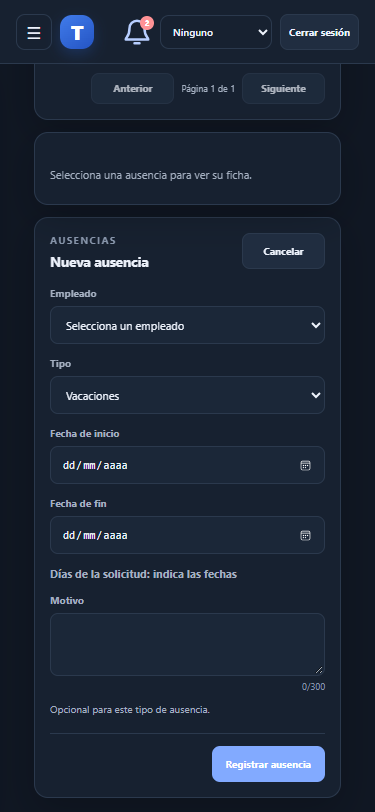 ☰
T
2
Ninguno
Cerrar sesión
Anterior
Página 1 de 1
Siguiente
Selecciona una ausencia para ver su ficha.
AUSENCIAS
Nueva ausencia
Cancelar
Empleado
Selecciona un empleado
Tipo
Vacaciones
Fecha de inicio
dd/mm/aaaa
Fecha de fin
dd/mm/aaaa
Días de la solicitud: indica las fechas
Motivo
0/300
Opcional para este tipo de ausencia.
Registrar ausencia